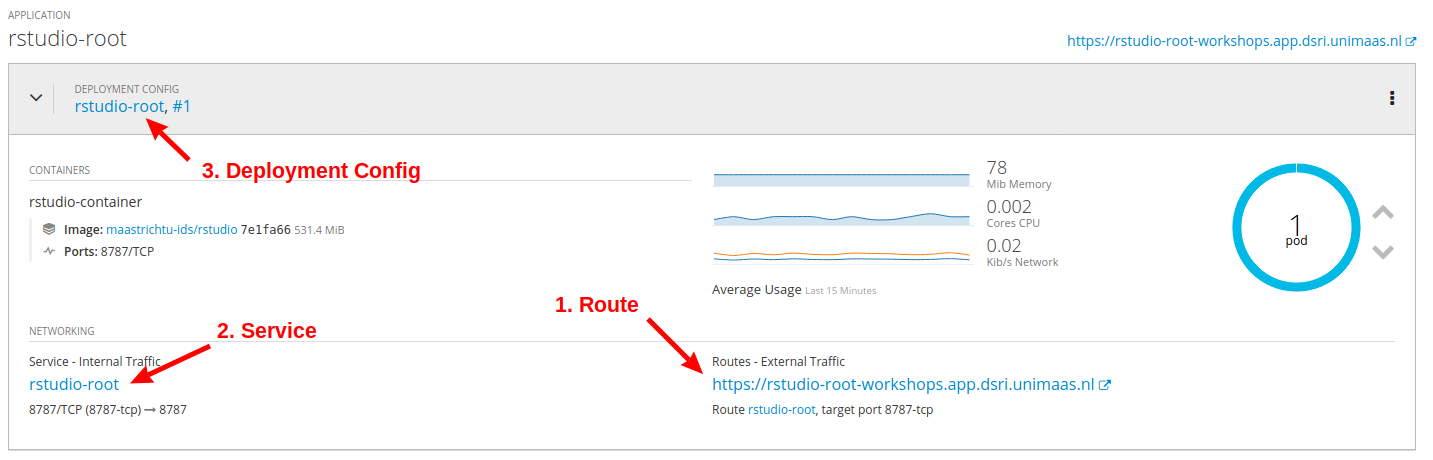 APPLICATION
rstudio-root
https://rstudio-root-workshops.app.dsri.unimaas.nl
DEPLOYMENT CONFIG
rstudio-root, #1
3. Deployment Config
CONTAINERS
rstudio-container
Image: maastrichtu-ids/rstudio 7e1fa66 531.4 MiB
Ports: 8787/TCP
78
Mib Memory
0.002
Cores CPU
0.02
Kib/s Network
Average Usage Last 15 Minutes
1
pod
1. Route
2. Service
NETWORKING
Service - Internal Traffic
rstudio-root
8787/TCP (8787-tcp) → 8787
Routes - External Traffic
https://rstudio-root-workshops.app.dsri.unimaas.nl
Route rstudio-root, target port 8787-tcp